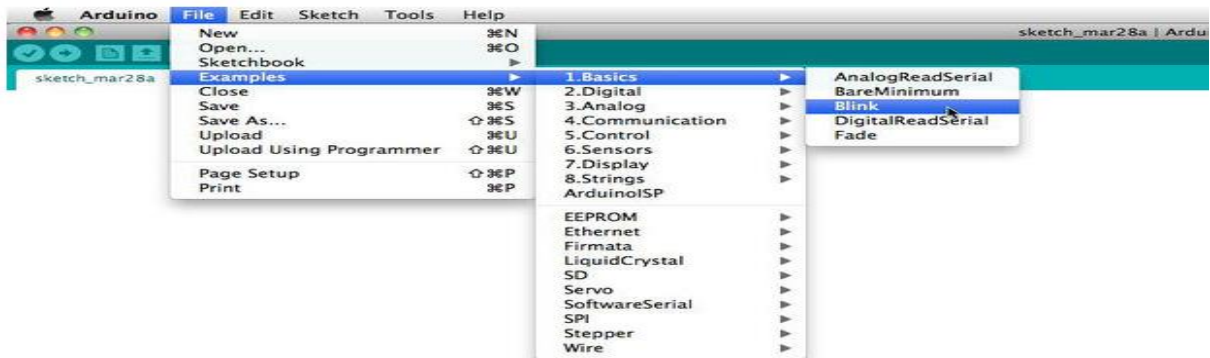 Arduino File Edit Sketch Tools Help
sketch_mar28a | Ardu
sketch_mar28a
New ⌘N
Open... ⌘O
Sketchbook
Examples
Close ⌘W
Save ⌘S
Save As... ⇧⌘S
Upload ⌘U
Upload Using Programmer ⇧⌘U
Page Setup ⇧⌘P
Print ⌘P
1.Basics
2.Digital
3.Analog
4.Communication
5.Control
6.Sensors
7.Display
8.Strings
ArduinoISP
EEPROM
Ethernet
Firmata
LiquidCrystal
SD
Servo
SoftwareSerial
SPI
Stepper
Wire
AnalogReadSerial
BareMinimum
Blink
DigitalReadSerial
Fade